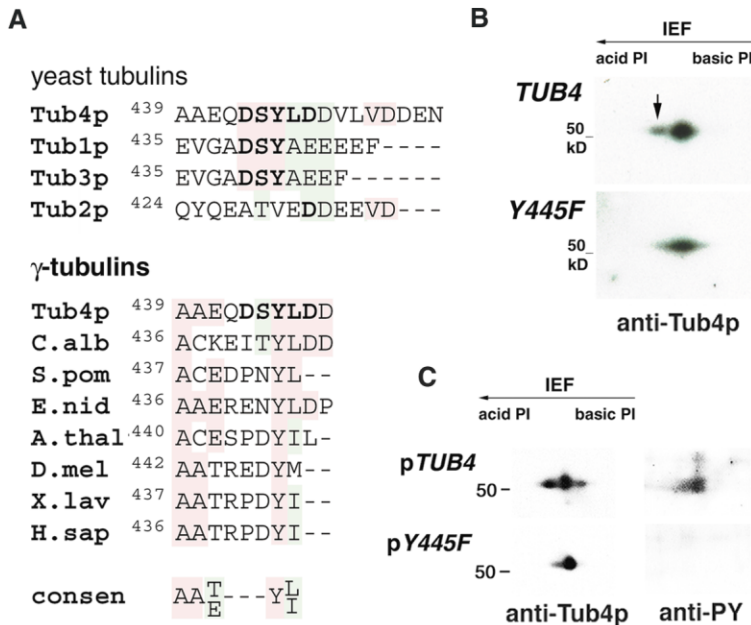 A
yeast tubulins
Tub4p 439 AAEQDSYLDDVLVDDEN
Tub1p 435 EVGADSYAEEEEF----
Tub3p 435 EVGADSYAEEF------
Tub2p 424 QYQEATVEDDEEVD----
γ-tubulins
Tub4p 439 AAEQDSYLDD
C.alb 436 ACKEITYLDD
S.pom 437 ACEDPNYL--
E.nid 436 AAERENYLDP
A.thal 440 ACESPDYIL-
D.mel 442 AATREDYM--
X.lav 437 AATRPDYI--
H.sap 436 AATRPDYI--
T L
consen AA---- Y
E I
B
IEF
acid PI basic PI
TUB4
50
kD
Y445F
50
kD
anti-Tub4p
C
IEF
acid PI basic PI
pTUB4
50
pY445F
50
anti-Tub4p anti-PY